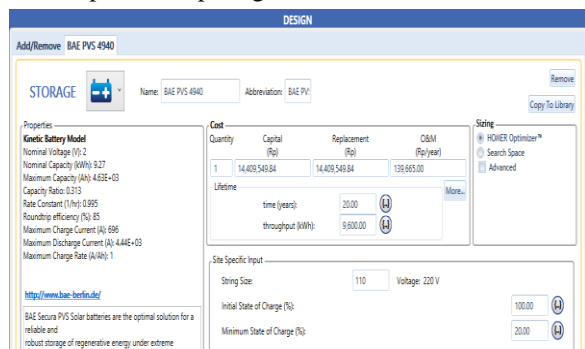 DESIGN
Add/Remove BAE PVS 4940
STORAGE Name: BAE PVS 4940 Abbreviation: BAE PV:
Remove
Copy To Library
Properties
Kinetic Battery Model
Nominal Voltage (V): 2
Nominal Capacity (kWh): 9.27
Maximum Capacity (Ah): 4.63E+03
Capacity Ratio: 0.313
Rate Constant (1/hr): 0.995
Roundtrip efficiency (%): 85
Maximum Charge Current (A): 696
Maximum Discharge Current (A): 4.44E+03
Maximum Charge Rate (A/Ah): 1
http://www.bae-berlin.de/
BAE Secura PVS Solar batteries are the optimal solution for a
reliable and
robust storage of regenerative energy under extreme
Cost
Quantity Capital Replacement O&M
(Rp) (Rp) (Rp/year)
1 14,409,549.84 14,409,549.84 139,665.00
Lifetime More...
time (years): 20.00
throughput (kWh): 9,600.00
Sizing
HOMER Optimizer™
Search Space
Advanced
Site Specific Input
String Size: 110 Voltage: 220 V
Initial State of Charge (%): 100.00
Minimum State of Charge (%): 20.00